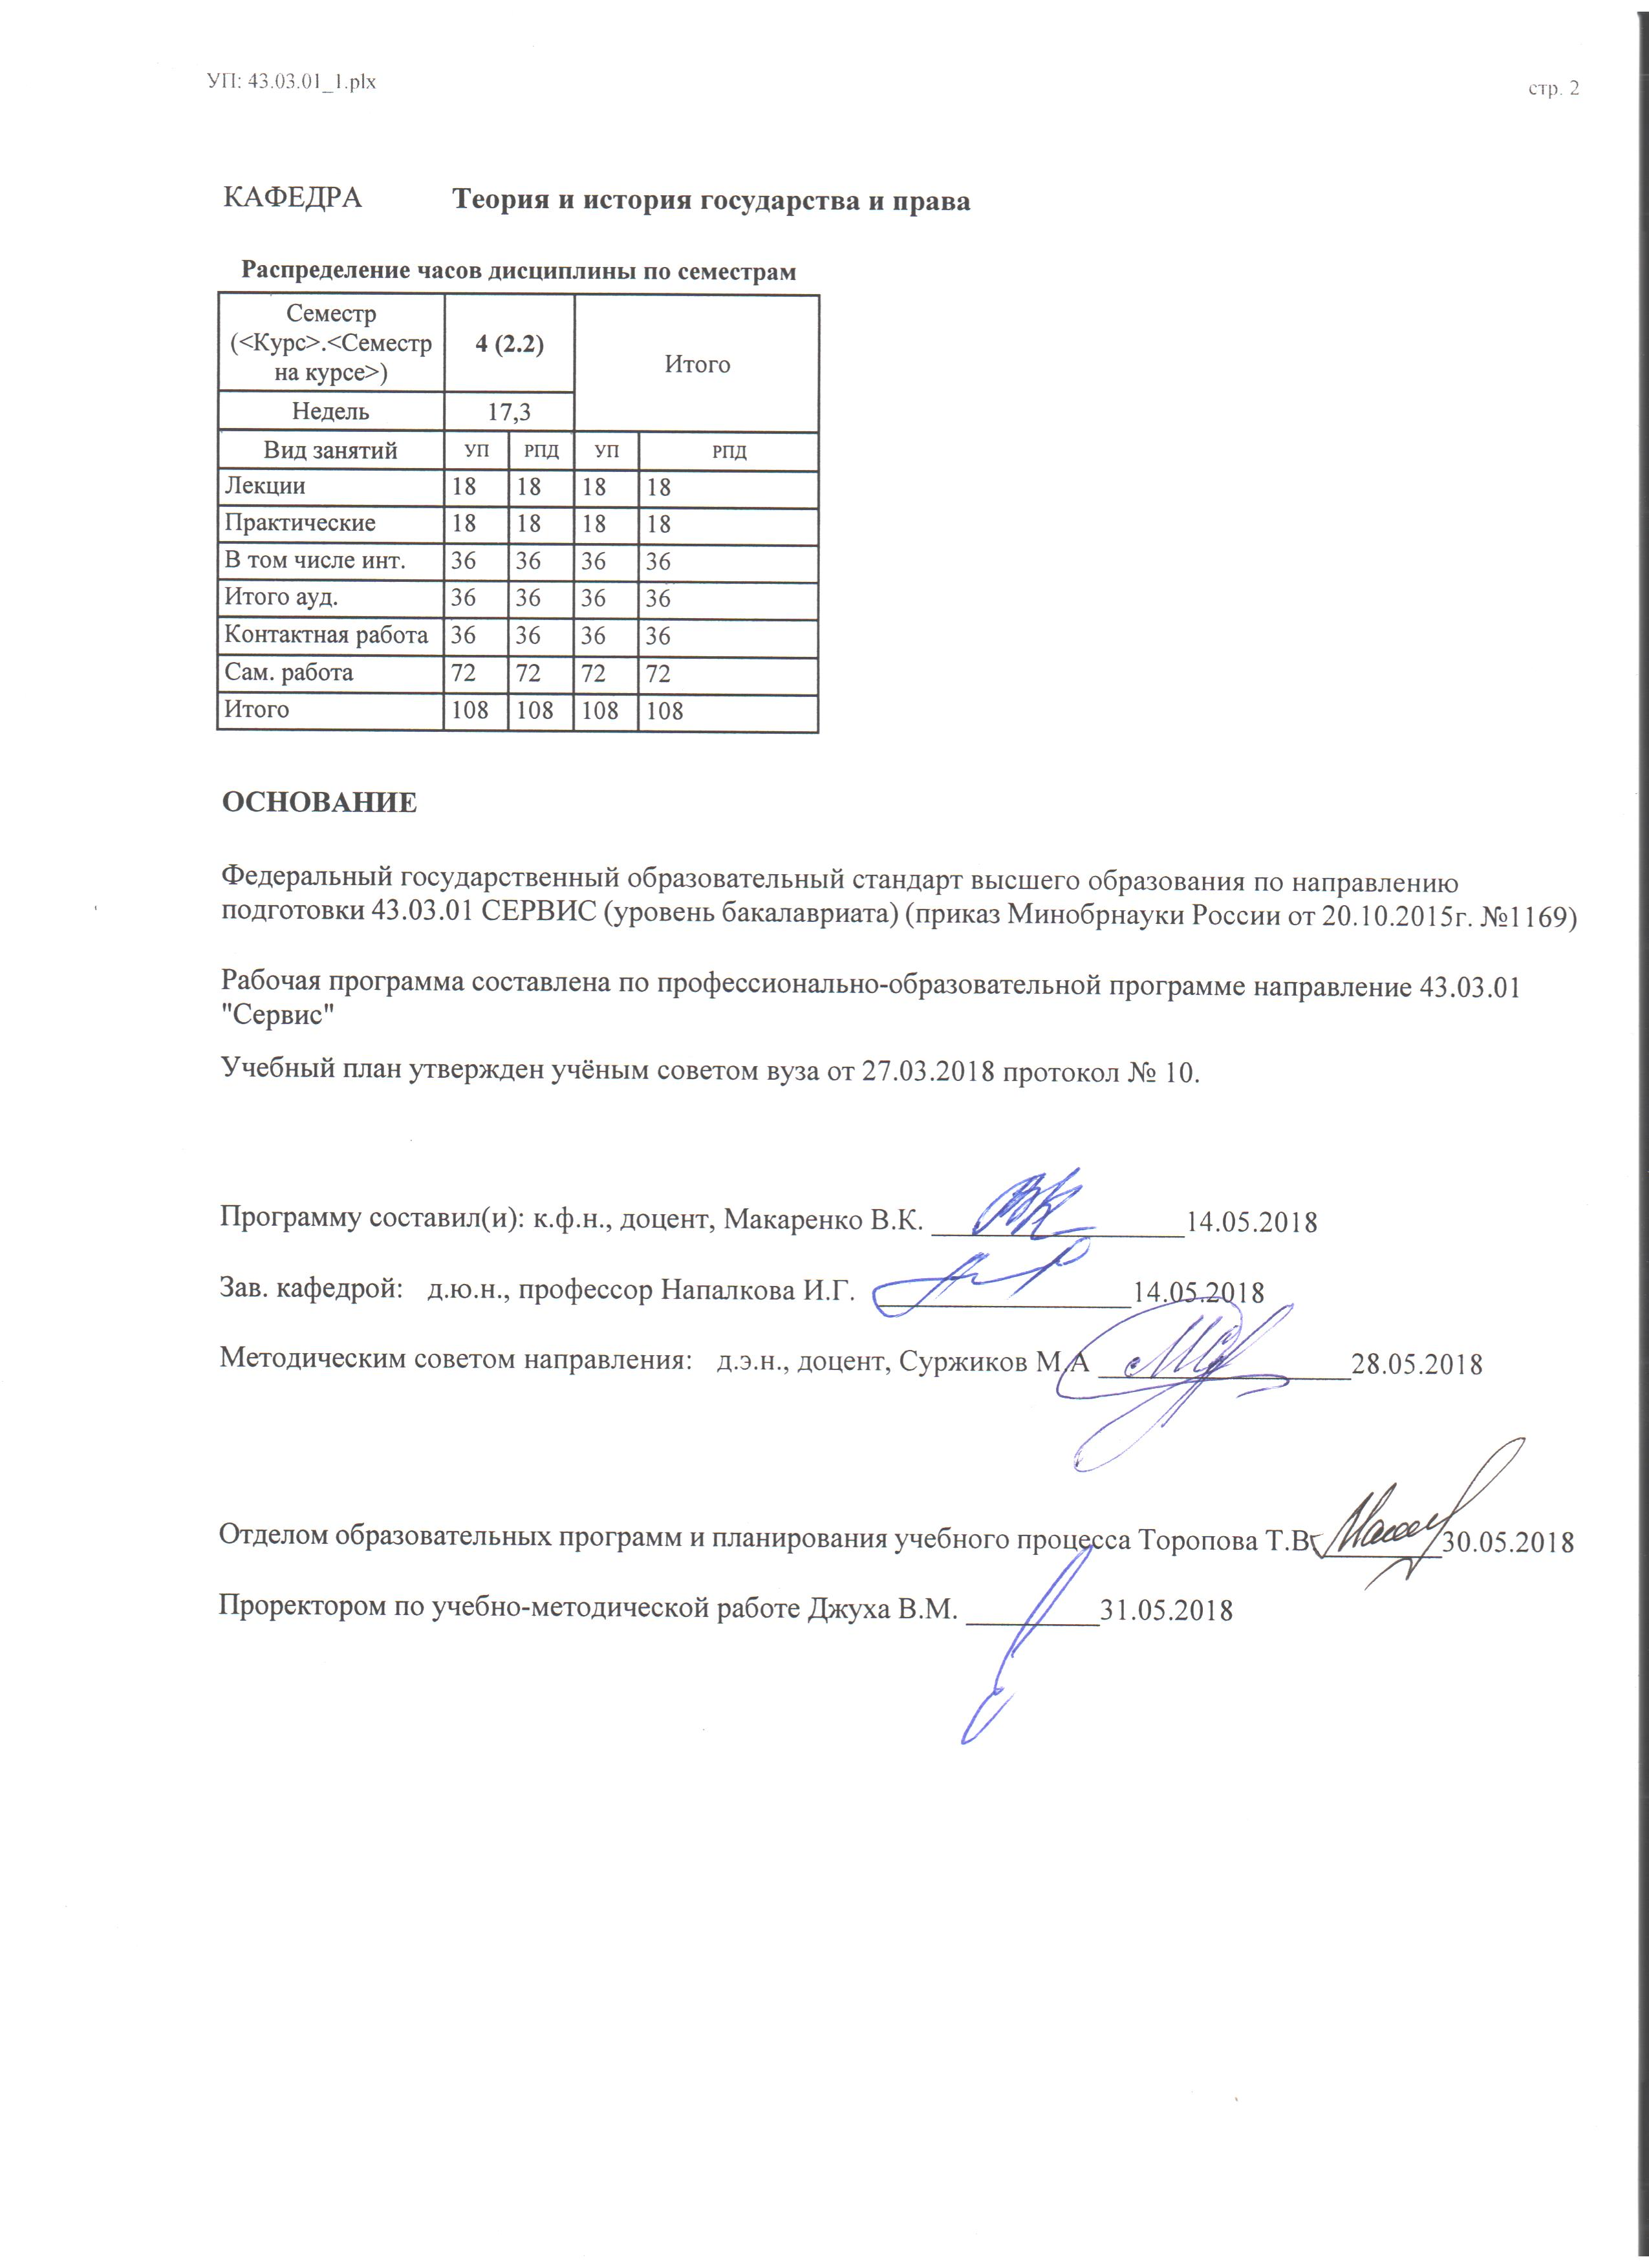 УП: 43.03.01_1.plx
стр. 2
КАФЕДРА Теория и история государства и права
Распределение часов дисциплины по семестрам
Семестр
(<Курс>.<Семестр
на курсе>)
4 (2.2)
Итого
Недель 17,3
Вид занятий УП РПД УП РПД
Лекции 18 18 18 18
Практические 18 18 18 18
В том числе инт. 36 36 36 36
Итого ауд. 36 36 36 36
Контактная работа 36 36 36 36
Сам. работа 72 72 72 72
Итого 108 108 108 108
ОСНОВАНИЕ
Федеральный государственный образовательный стандарт высшего образования по направлению
подготовки 43.03.01 СЕРВИС (уровень бакалавриата) (приказ Минобрнауки России от 20.10.2015г. №1169)
Рабочая программа составлена по профессионально-образовательной программе направление 43.03.01
"Сервис"
Учебный план утвержден учёным советом вуза от 27.03.2018 протокол № 10.
Программу составил(и): к.ф.н., доцент, Макаренко В.К. 14.05.2018
Зав. кафедрой: д.ю.н., профессор Напалкова И.Г. 14.05.2018
Методическим советом направления: д.э.н., доцент, Суржиков М.А 28.05.2018
Отделом образовательных программ и планирования учебного процесса Торопова Т.В. 30.05.2018
Проректором по учебно-методической работе Джуха В.М. 31.05.2018